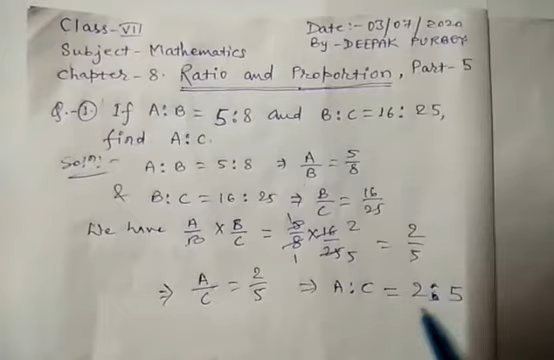 Class-VII Date:- 03/07/2020
Subject- Mathematics By- DEEPAK PURBEY
Chapter-8. Ratio and Proportion, Part-5
Q.-① If A:B = 5:8 and B:C=16:25,
find A:C.
Soln:- A:B = 5:8 ⇒ A/B = 5/8
& B:C = 16:25 ⇒ B/C = 16/25
We have A/B × B/C = 5/8 × 16/25 = 2/5
⇒ A/C = 2/5 ⇒ A:C = 2:5